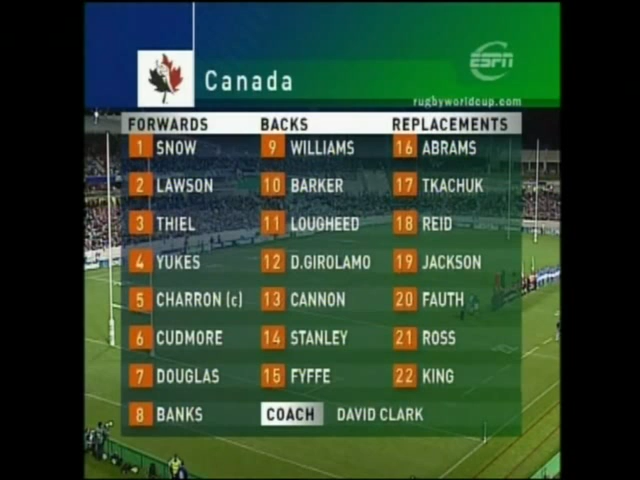 ESPN
Canada
rugbyworldcup.com
FORWARDS BACKS REPLACEMENTS
1 SNOW 9 WILLIAMS 16 ABRAMS
2 LAWSON 10 BARKER 17 TKACHUK
3 THIEL 11 LOUGHEED 18 REID
4 YUKES 12 D.GIROLAMO 19 JACKSON
5 CHARRON (c) 13 CANNON 20 FAUTH
6 CUDMORE 14 STANLEY 21 ROSS
7 DOUGLAS 15 FYFFE 22 KING
8 BANKS COACH DAVID CLARK